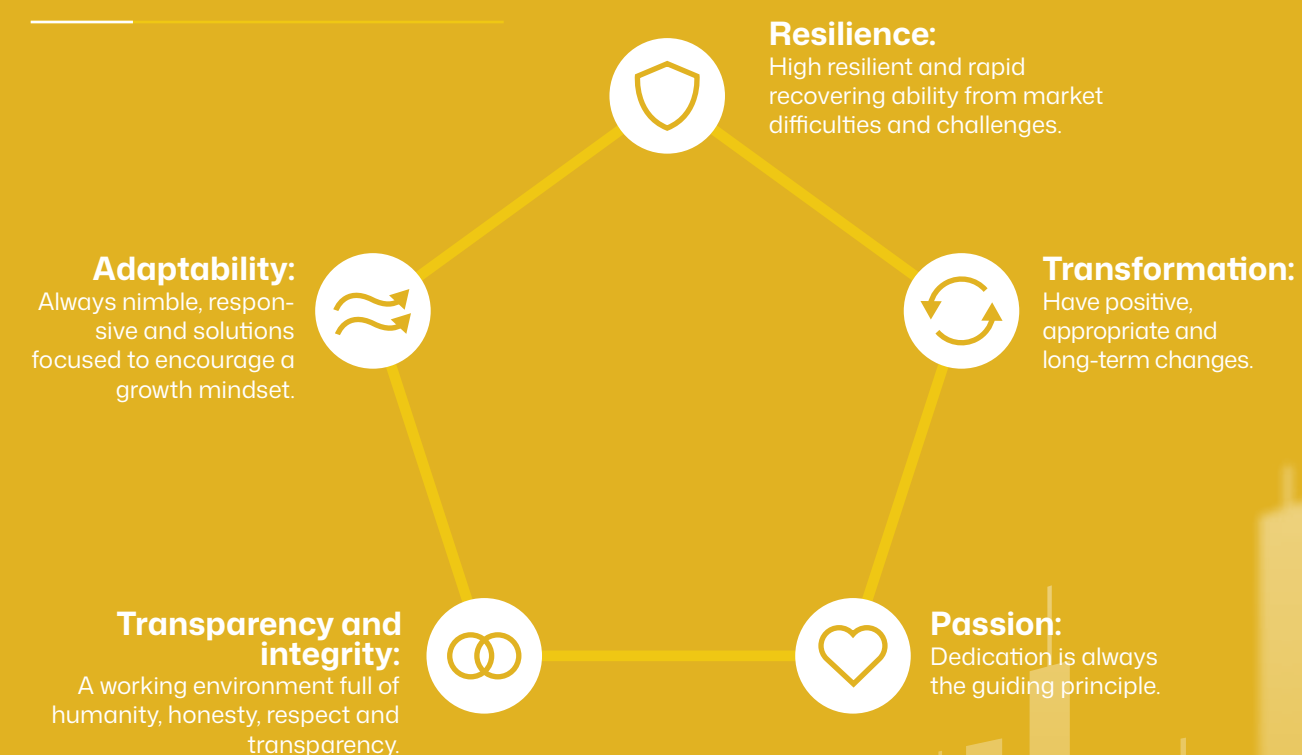 Resilience:
High resilient and rapid
recovering ability from market
difficulties and challenges.
Adaptability:
Always nimble, respon-
sive and solutions
focused to encourage a
growth mindset.
Transformation:
Have positive,
appropriate and
long-term changes.
Transparency and
integrity:
A working environment full of
humanity, honesty, respect and
transparency.
Passion:
Dedication is always
the guiding principle.